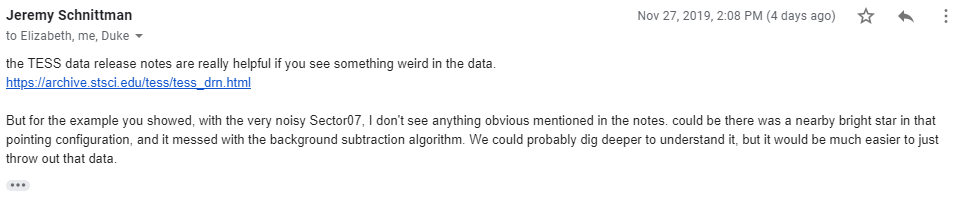 Jeremy Schnittman
Nov 27, 2019, 2:08 PM (4 days ago)
to Elizabeth, me, Duke
the TESS data release notes are really helpful if you see something weird in the data.
https://archive.stsci.edu/tess/tess_drn.html
But for the example you showed, with the very noisy Sector07, I don't see anything obvious mentioned in the notes. could be there was a nearby bright star in that
pointing configuration, and it messed with the background subtraction algorithm. We could probably dig deeper to understand it, but it would be much easier to just
throw out that data.